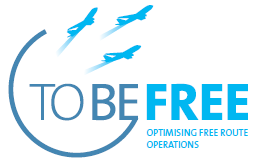 TO BE FREE
OPTIMISING FREE ROUTE
OPERATIONS